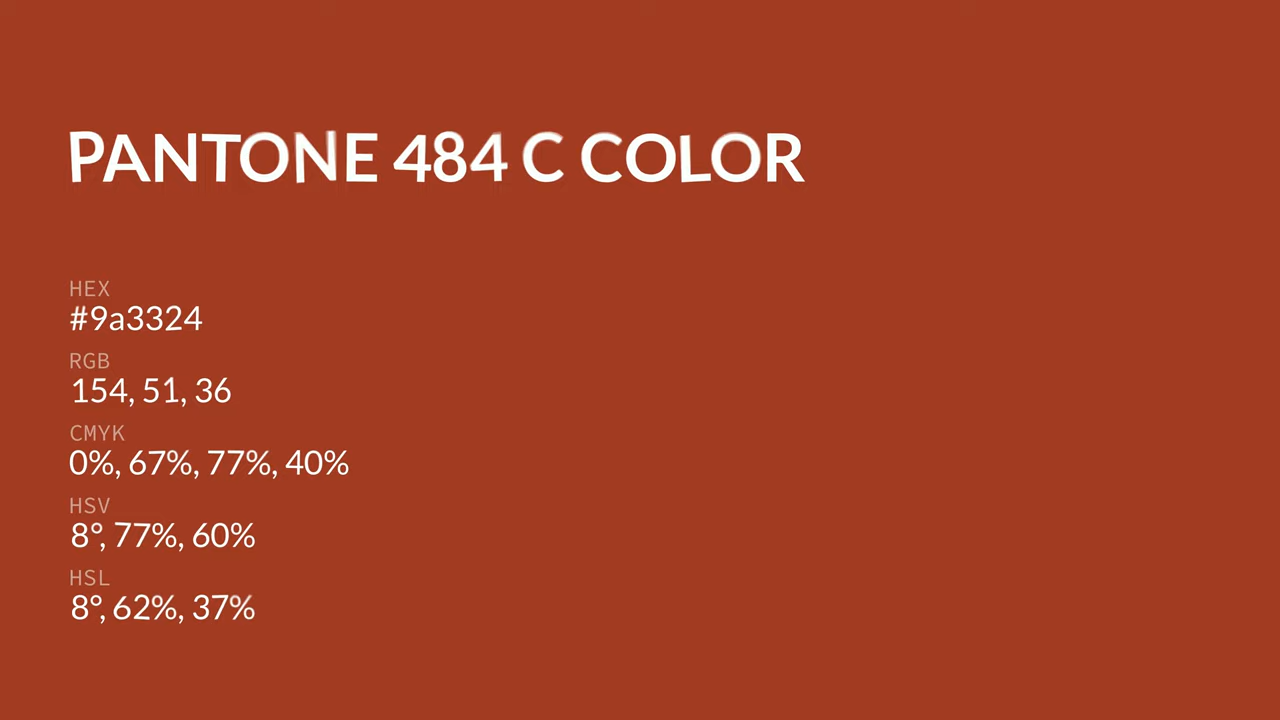 PANTONE 484 C COLOR
HEX
#9a3324
RGB
154, 51, 36
CMYK
0%, 67%, 77%, 40%
HSV
8°, 77%, 60%
HSL
8°, 62%, 37%